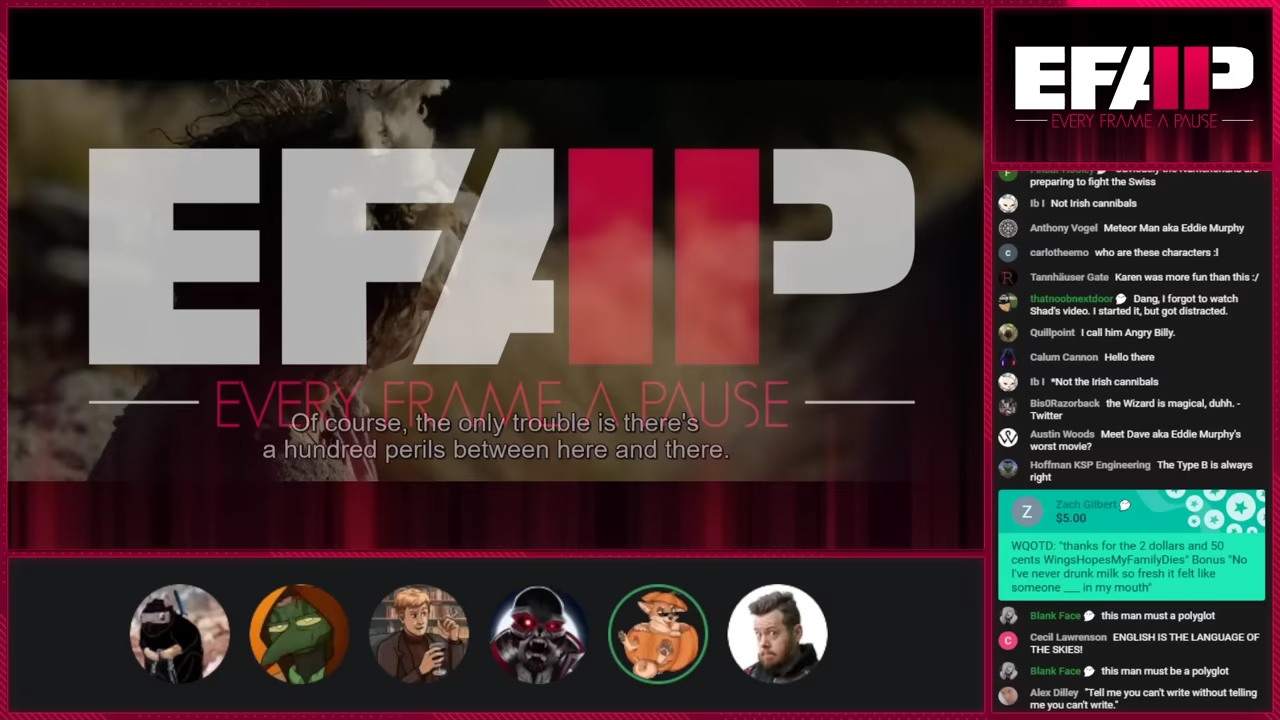 EFAP
EVERY FRAME A PAUSE
Of course, the only trouble is there's
a hundred perils between here and there.
EFAP
EVERY FRAME A PAUSE
preparing to fight the Swiss
Ib I Not Irish cannibals
Anthony Vogel Meteor Man aka Eddie Murphy
carlotheemo who are these characters :l
Tannhäuser Gate Karen was more fun than this :/
thatnoobnextdoor Dang, I forgot to watch
Shad's video. I started it, but got distracted.
Quillpoint I call him Angry Billy.
Calum Cannon Hello there
Ib I *Not the Irish cannibals
Bis0Razorback the Wizard is magical, duhh. -
Twitter
Austin Woods Meet Dave aka Eddie Murphy's
worst movie?
Hoffman KSP Engineering The Type B is always
right
Z
Zach Gilbert
$5.00
WQOTD: "thanks for the 2 dollars and 50
cents WingsHopesMyFamilyDies" Bonus "No
I've never drunk milk so fresh it felt like
someone ___ in my mouth"
Blank Face this man must a polyglot
C Cecil Lawrenson ENGLISH IS THE LANGUAGE OF
THE SKIES!
Blank Face this man must be a polyglot
Alex Dilley "Tell me you can't write without telling
me you can't write."